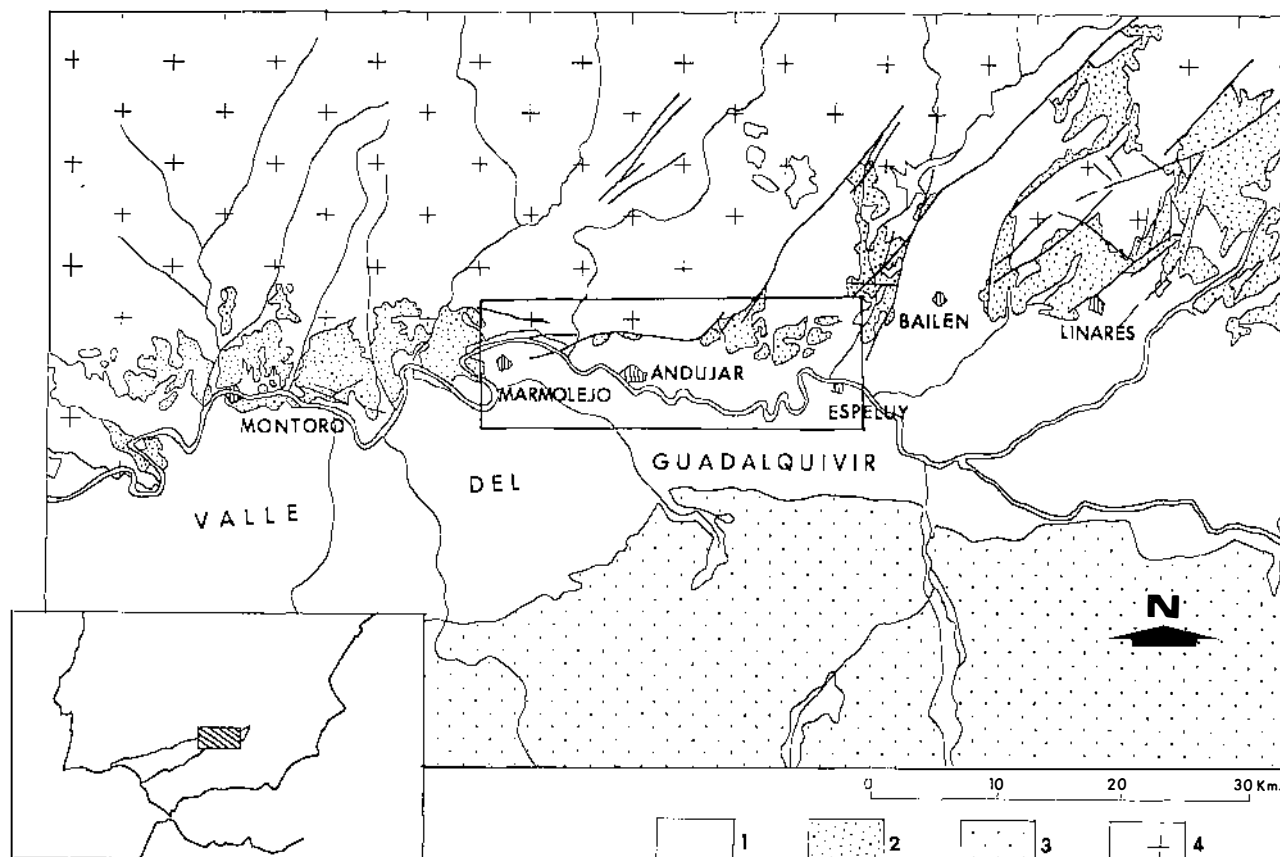 BAILEN
LINARES
ANDUJAR
MARMOLEJO
ESPELUY
MONTORO
GUADALQUIVIR
DEL
VALLE
N
0 10 20 30 Km.
1 2 3 4